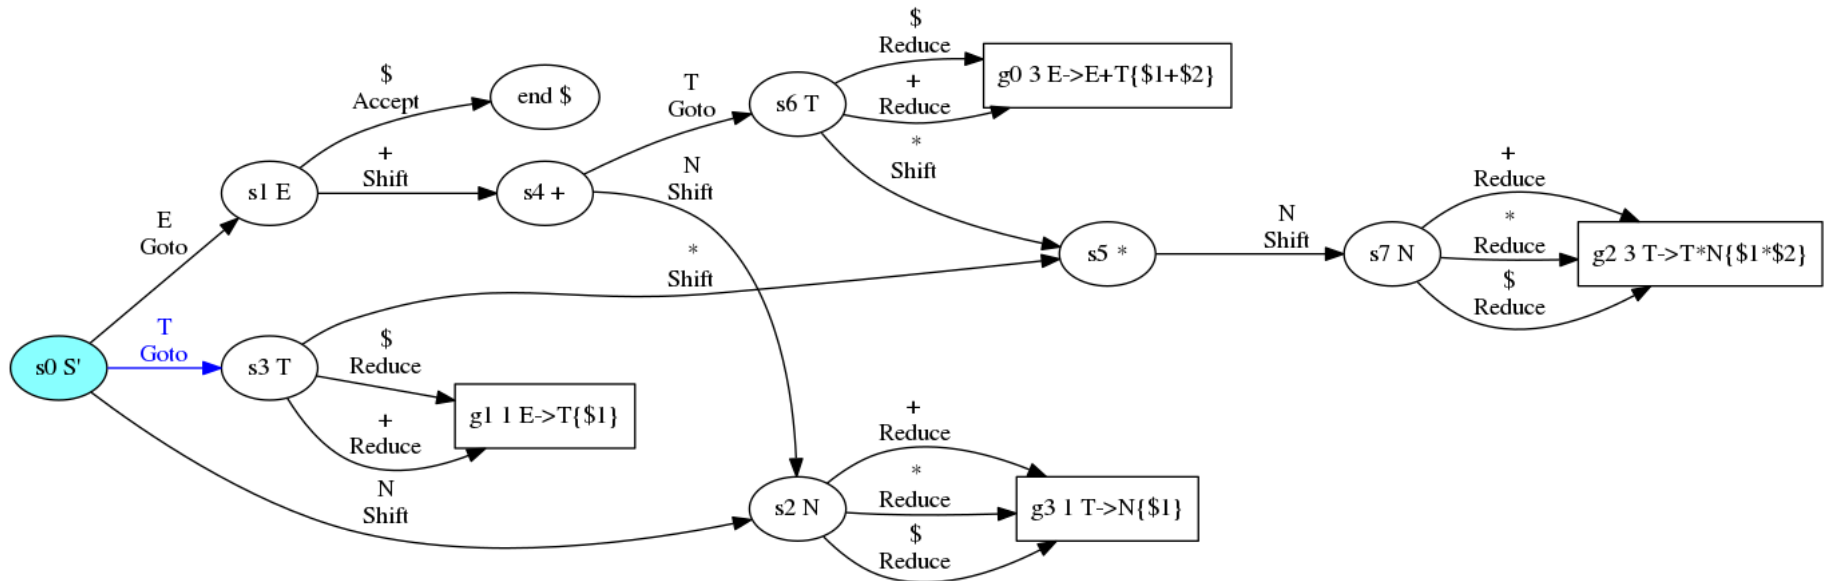 $
Reduce
g0 3 E->E+T{$1+$2}
+
Reduce
s6 T
T
Goto
$
Accept
end $
*
Shift
+
Shift
s1 E
s4 +
N
Shift
+
Reduce
E
Goto
*
Shift
N
Shift
*
Reduce
s5 *
s7 N
g2 3 T->T*N{$1*$2}
$
Reduce
T
Goto
$
Reduce
s0 S'
s3 T
g1 1 E->T{$1}
+
Reduce
+
Reduce
N
Shift
*
Reduce
s2 N
g3 1 T->N{$1}
$
Reduce